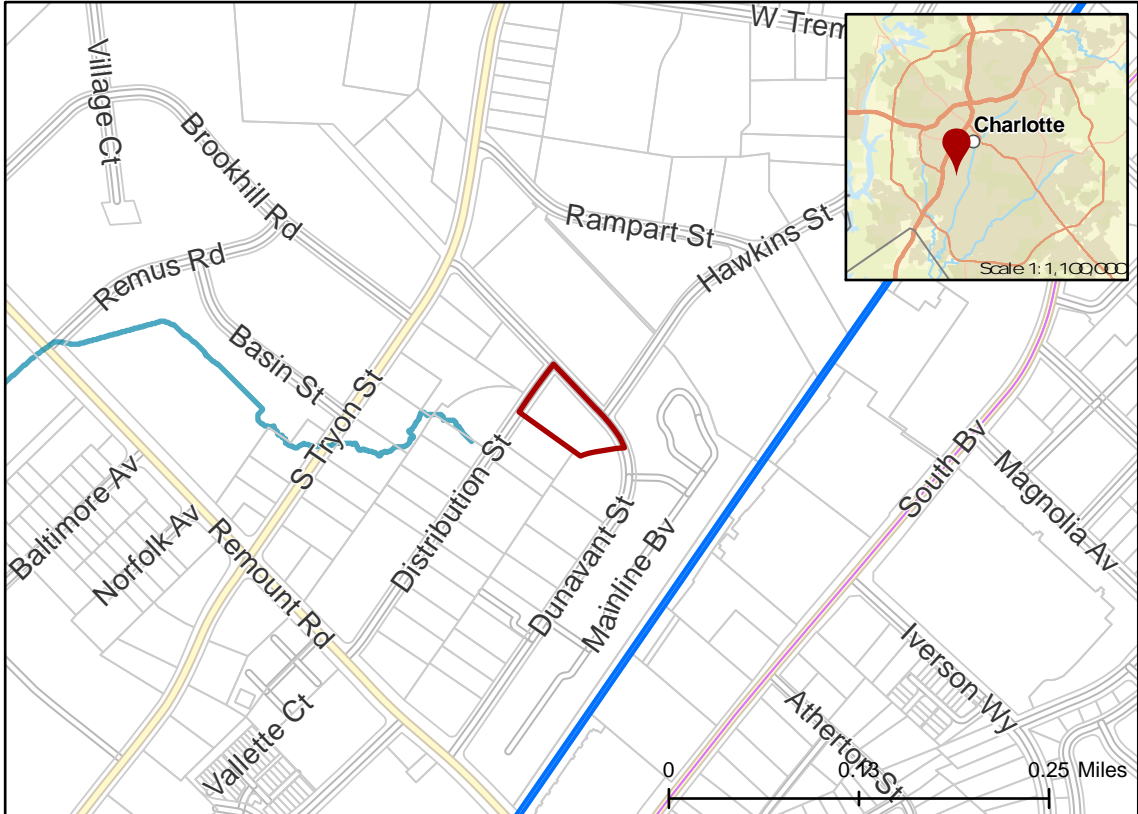 W Trem
Village Ct
Charlotte
Brookhill Rd
Rampart St
Hawkins St
Scale 1:1,100,000
Remus Rd
Basin St
S Tryon St
South Bv
Magnolia Av
Baltimore Av
Norfolk Av
Distribution St
Remount Rd
Dunavant St
Mainline Bv
Iverson Wy
Vallette Ct
Atherton St
0 0.13 0.25 Miles